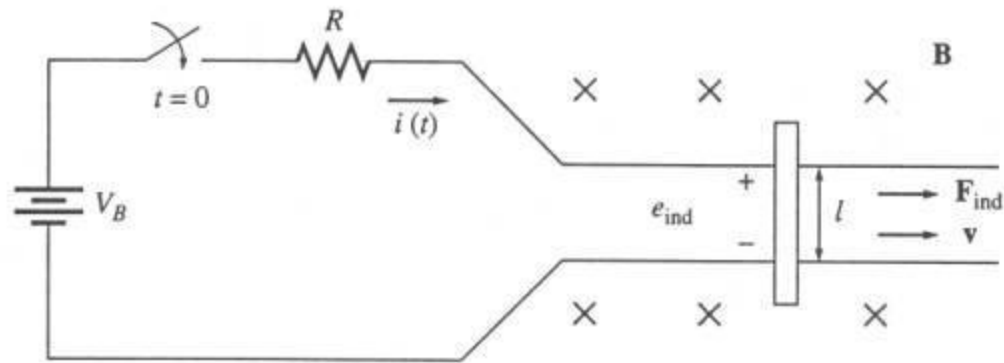 R
B
t = 0
i (t)
× × ×
V_B
+
e_ind
−
l
F_ind
v
× × ×